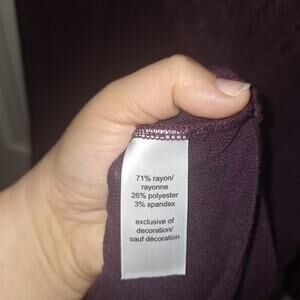 71% rayon/
rayonne
26% polyester
3% spandex
exclusive of
decoration/
sauf décoration